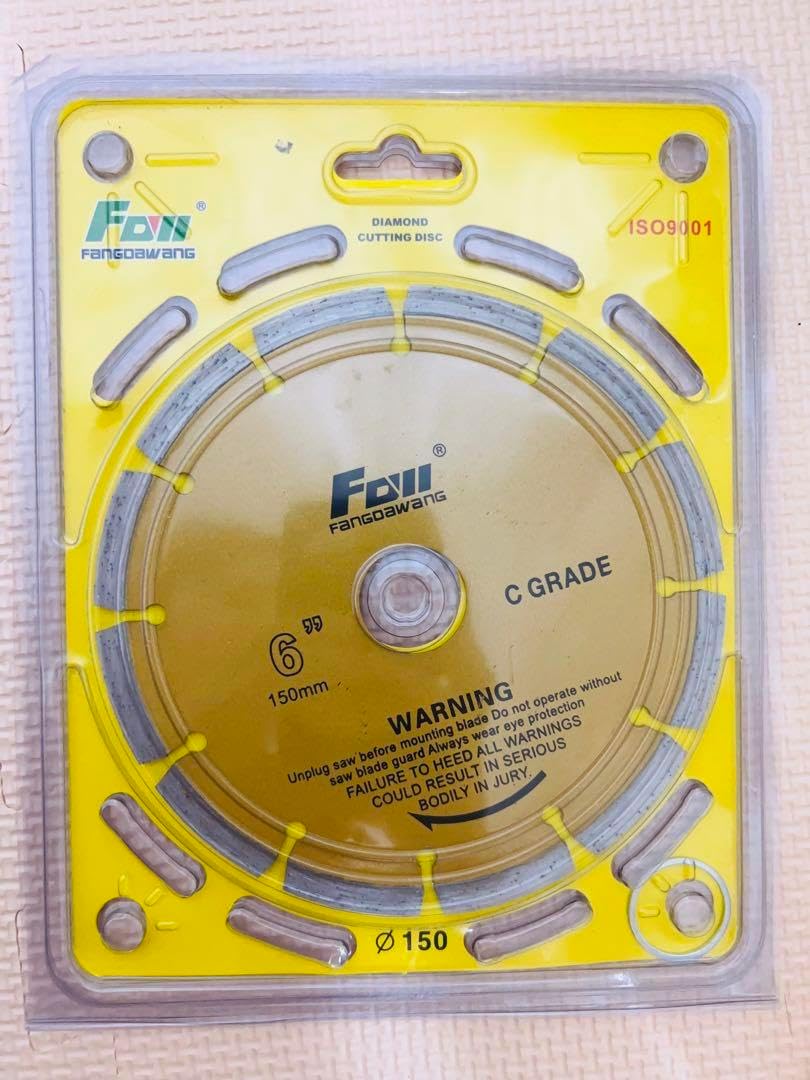 DIAMOND
CUTTING DISC
FDW®
FANGDAWANG
ISO9001
FDW®
FANGDAWANG
C GRADE
6”
150mm
WARNING
Unplug saw before mounting blade Do not operate without
saw blade guard Always wear eye protection
FAILURE TO HEED ALL WARNINGS
COULD RESULT IN SERIOUS
BODILY IN JURY.
Ø 150